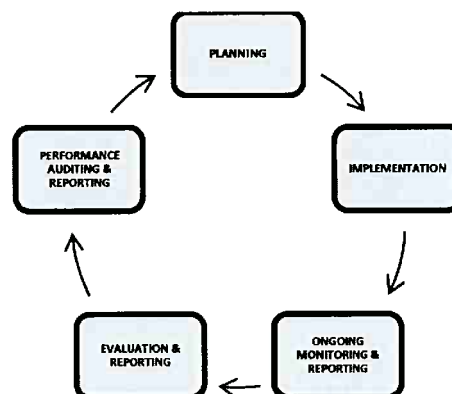 PLANNING
IMPLEMENTATION
ONGOING
MONITORING &
REPORTING
EVALUATION &
REPORTING
PERFORMANCE
AUDITING &
REPORTING